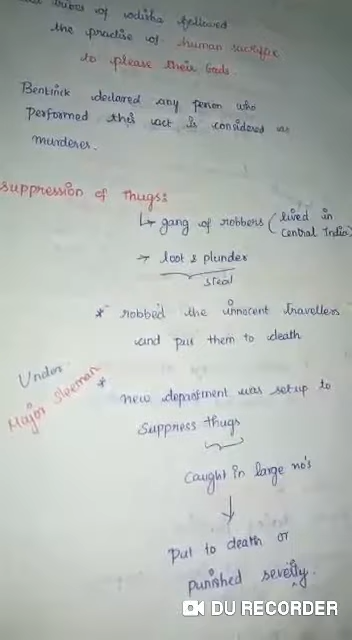 tribes of odisha followed
the practise of human sacrifice
to please their Gods.
Bentinck declared any person who
performed this act is considered as
murderer.
suppression of Thugs:
↳ gang of robbers (lived in
central India)
→ loot & plunder
steal
* robbed the innocent travellers
and put them to death
Under
Major Sleeman
* new department was setup to
suppress thugs
caught in large no's
↓
put to death or
punished severly.
DU RECORDER